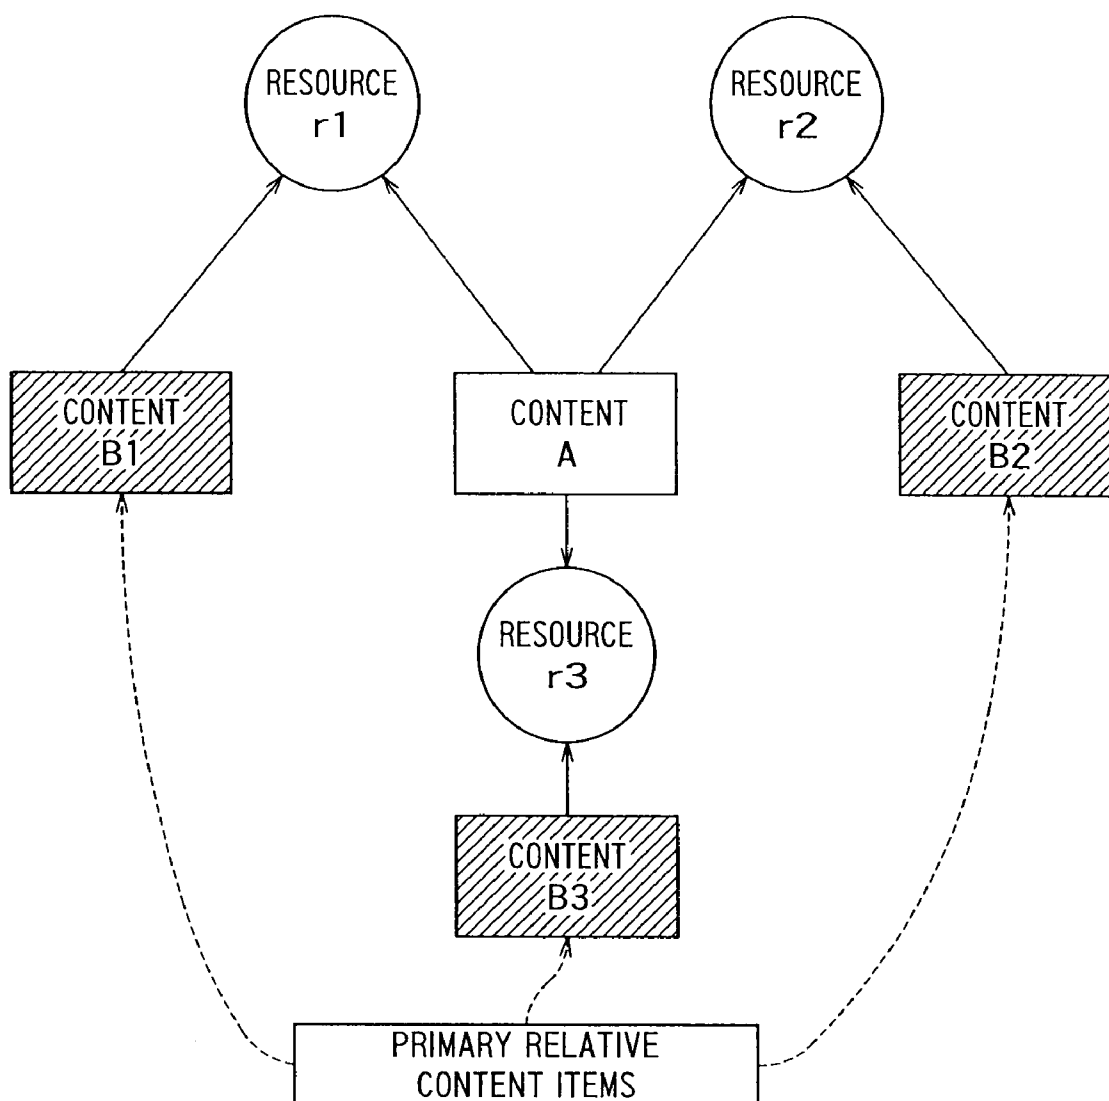 RESOURCE
r1
RESOURCE
r2
CONTENT
B1
CONTENT
A
CONTENT
B2
RESOURCE
r3
CONTENT
B3
PRIMARY RELATIVE
CONTENT ITEMS